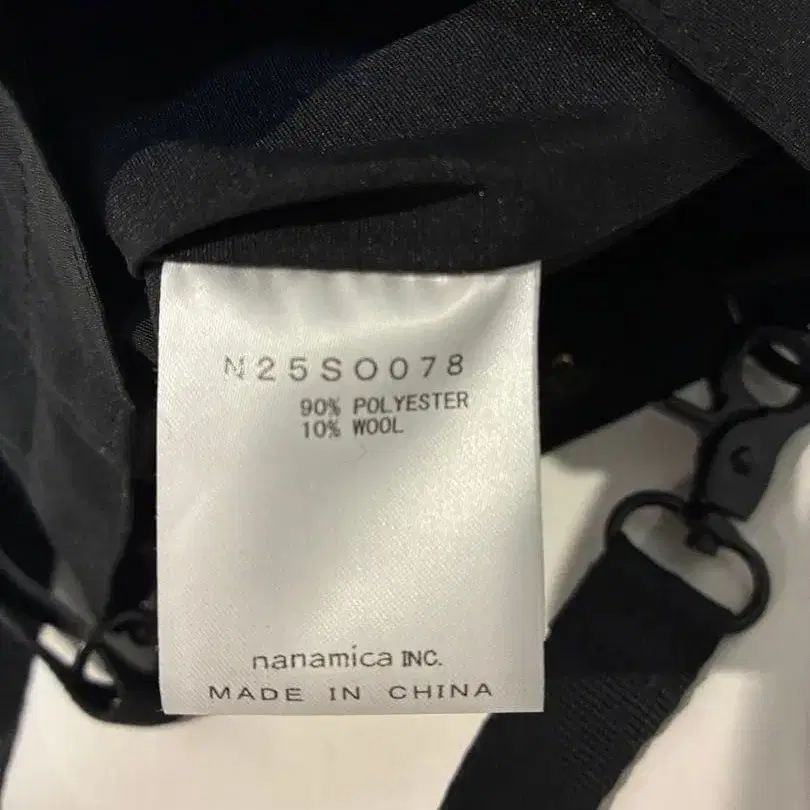 N25SO078
90% POLYESTER
10% WOOL
nanamica INC.
MADE IN CHINA